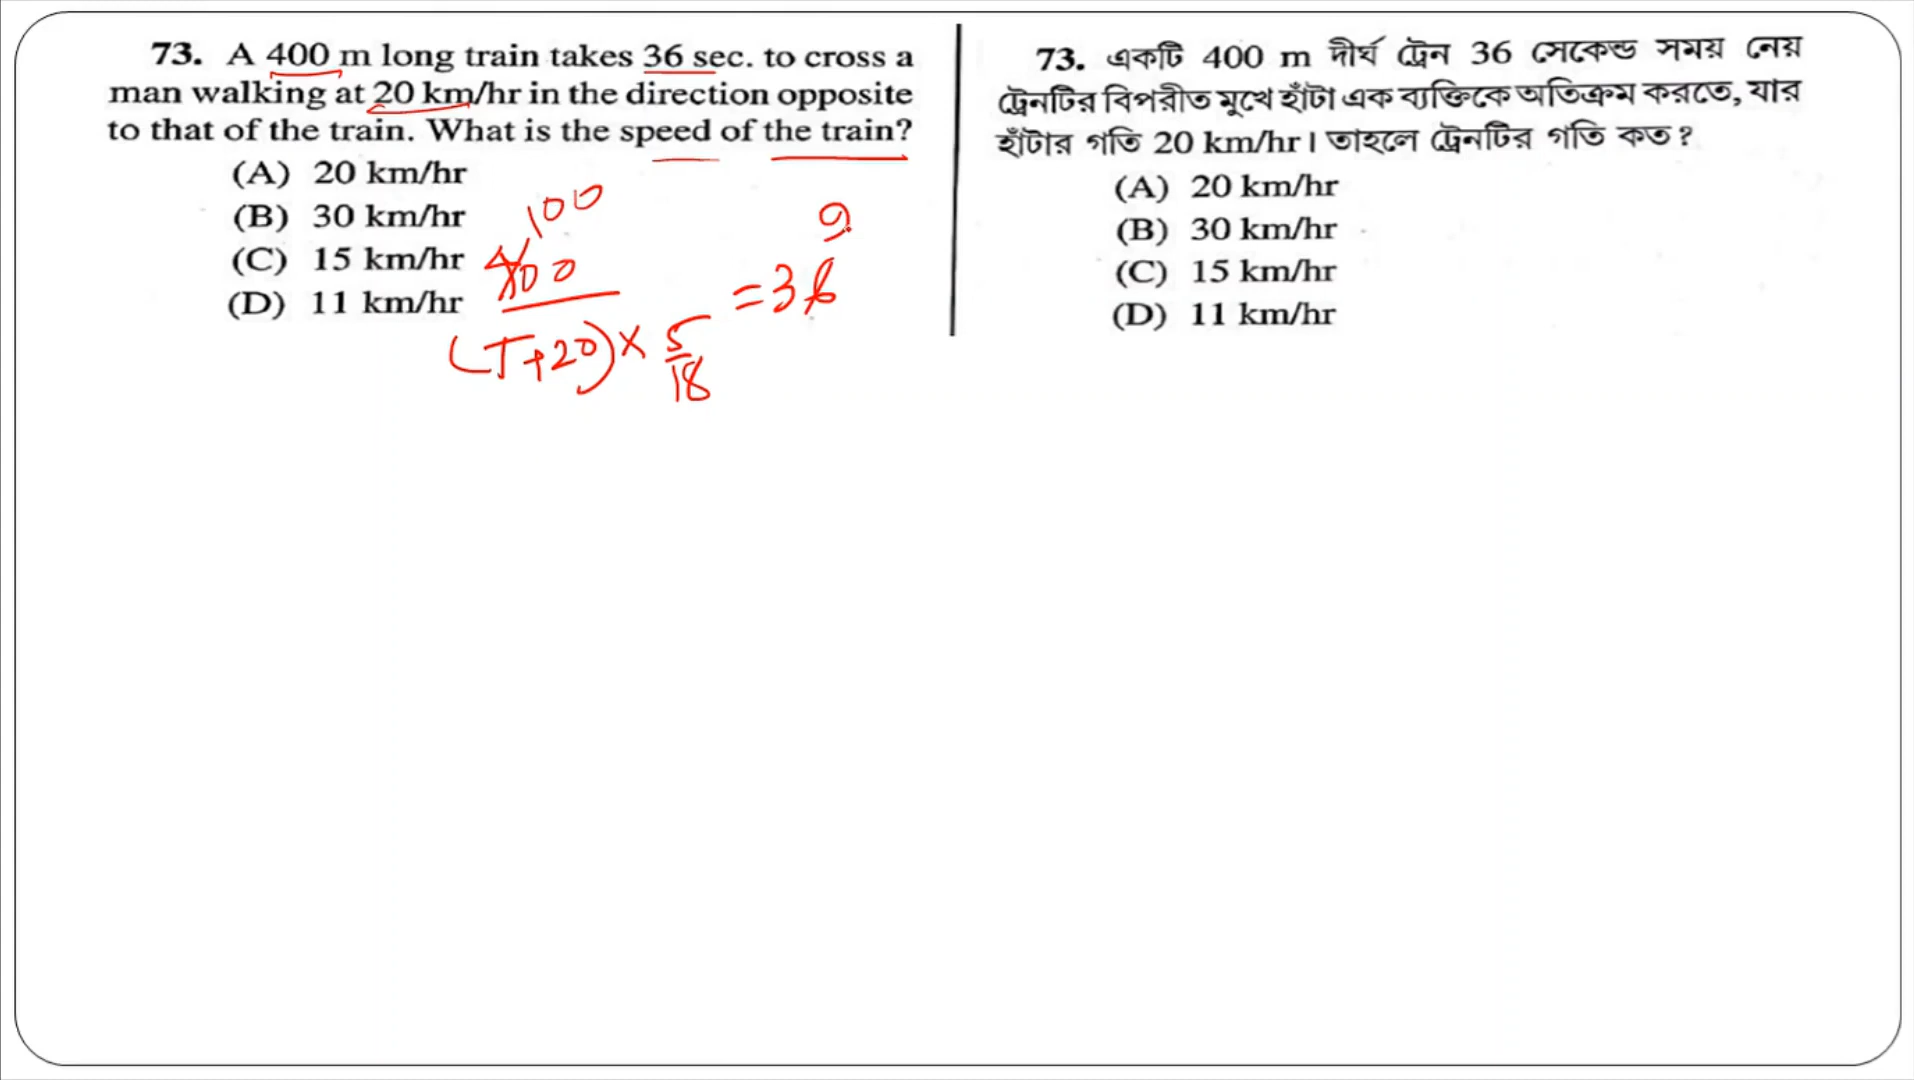 73. A 400 m long train takes 36 sec. to cross a
man walking at 20 km/hr in the direction opposite
to that of the train. What is the speed of the train?
(A) 20 km/hr
(B) 30 km/hr
(C) 15 km/hr
(D) 11 km/hr
100
400
(T+20) × 5/18
= 36
9
73. একটি 400 m দীর্ঘ ট্রেন 36 সেকেন্ড সময় নেয়
ট্রেনটির বিপরীত মুখে হাঁটা এক ব্যক্তিকে অতিক্রম করতে, যার
হাঁটার গতি 20 km/hr। তাহলে ট্রেনটির গতি কত?
(A) 20 km/hr
(B) 30 km/hr
(C) 15 km/hr
(D) 11 km/hr